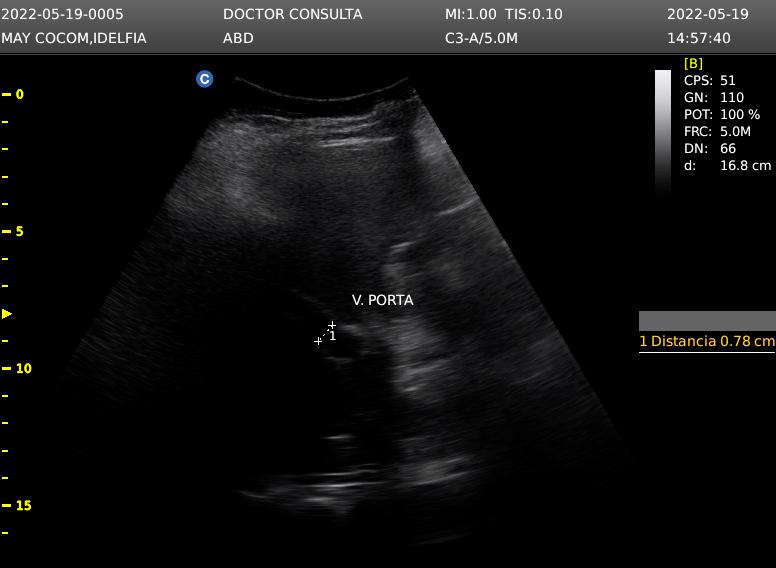 2022-05-19-0005 DOCTOR CONSULTA MI:1.00 TIS:0.10 2022-05-19
MAY COCOM,IDELFIA ABD C3-A/5.0M 14:57:40
C
[B]
CPS: 51
GN: 110
POT: 100 %
FRC: 5.0M
DN: 66
d: 16.8 cm
0
5
10
15
V. PORTA
1
1 Distancia 0.78 cm